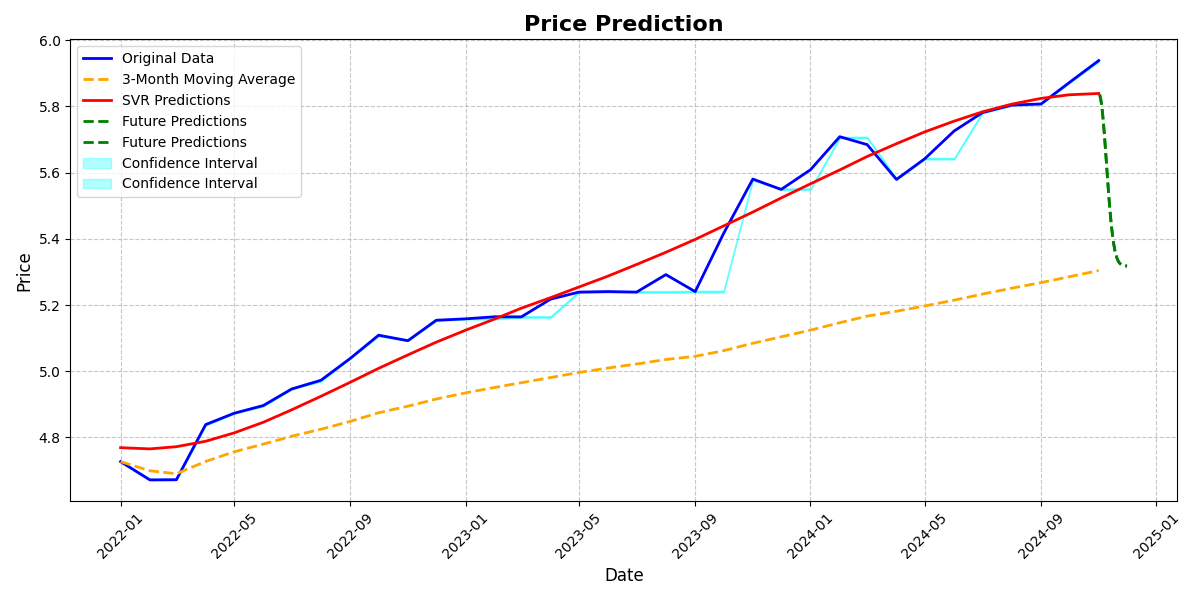 Price Prediction
6.0
5.8
5.6
5.4
5.2
5.0
4.8
Price
Original Data
3-Month Moving Average
SVR Predictions
Future Predictions
Future Predictions
Confidence Interval
Confidence Interval
2022-01
2022-05
2022-09
2023-01
2023-05
2023-09
2024-01
2024-05
2024-09
2025-01
Date